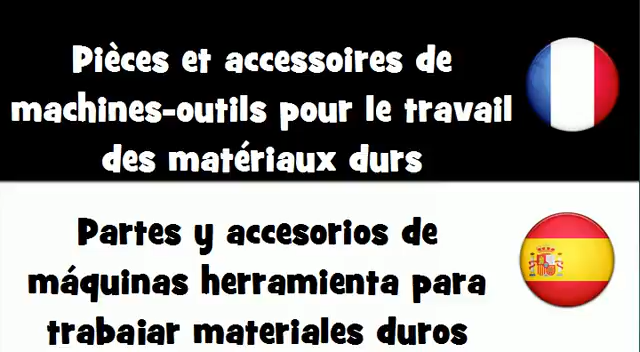 Pièces et accessoires de
machines-outils pour le travail
des matériaux durs
Partes y accesorios de
máquinas herramienta para
trabajar materiales duros